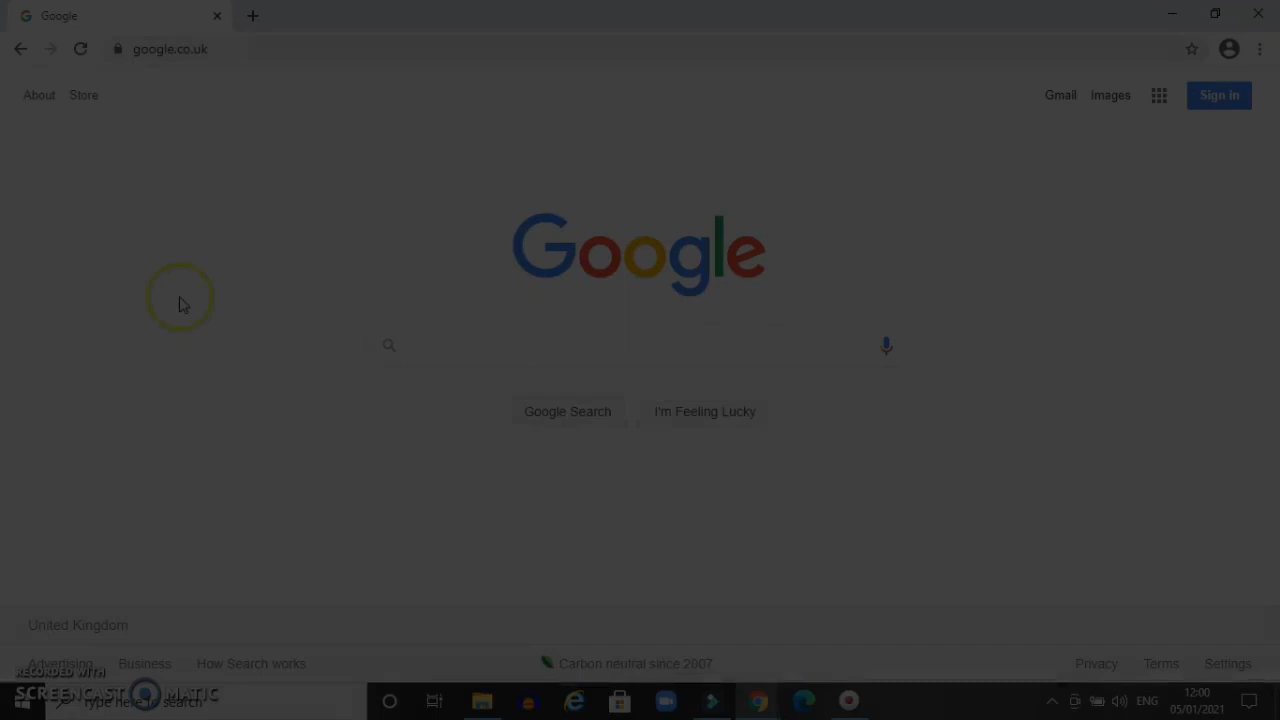 Google
google.co.uk
About Store
Gmail Images Sign in
Google
Google Search I'm Feeling Lucky
United Kingdom
Advertising Business How Search works Carbon neutral since 2007 Privacy Terms Settings
RECORDED WITH
SCREENCAST MATIC
Type here to search
ENG
12:00
05/01/2021